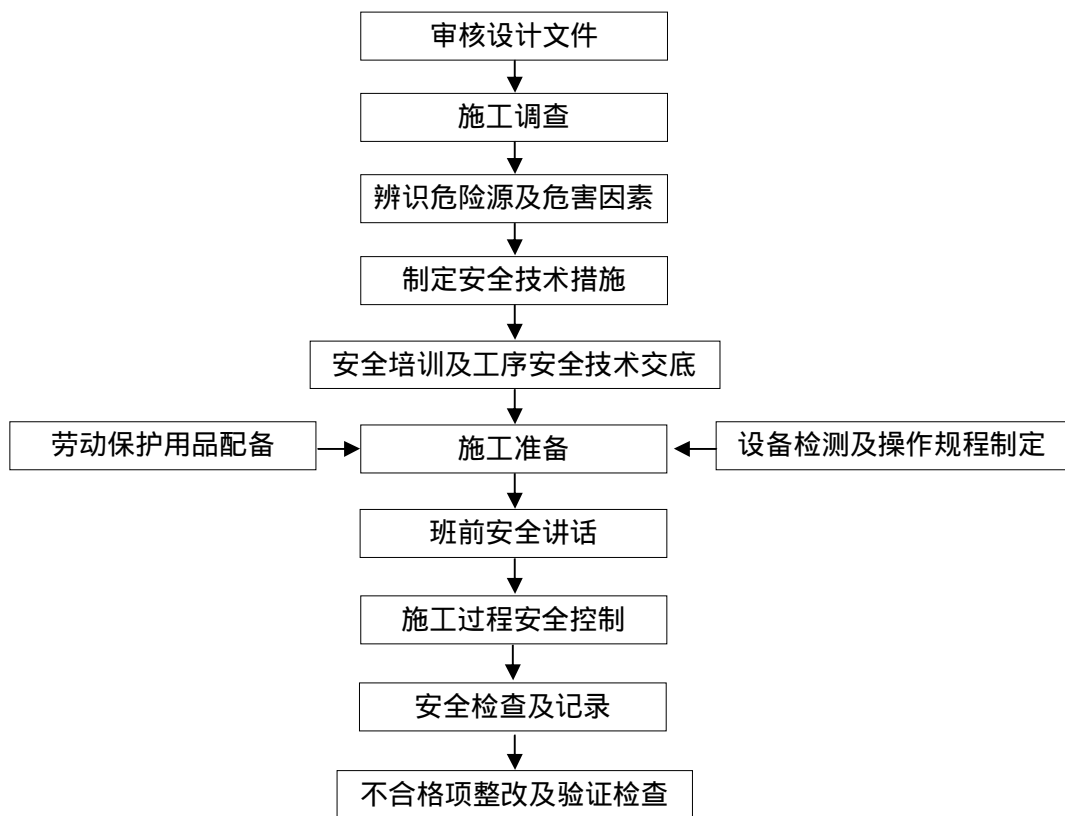 审核设计文件
施工调查
辨识危险源及危害因素
制定安全技术措施
安全培训及工序安全技术交底
劳动保护用品配备
施工准备
设备检测及操作规程制定
班前安全讲话
施工过程安全控制
安全检查及记录
不合格项整改及验证检查